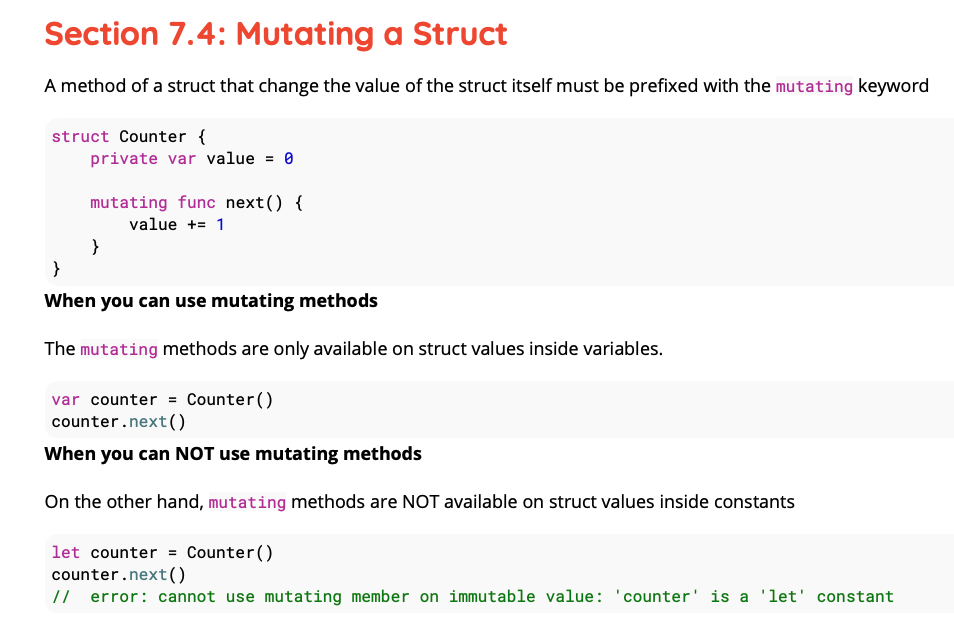 Section 7.4: Mutating a Struct
A method of a struct that change the value of the struct itself must be prefixed with the mutating keyword
struct Counter {
    private var value = 0

    mutating func next() {
        value += 1
    }
}
When you can use mutating methods
The mutating methods are only available on struct values inside variables.
var counter = Counter()
counter.next()
When you can NOT use mutating methods
On the other hand, mutating methods are NOT available on struct values inside constants
let counter = Counter()
counter.next()
//  error: cannot use mutating member on immutable value: 'counter' is a 'let' constant